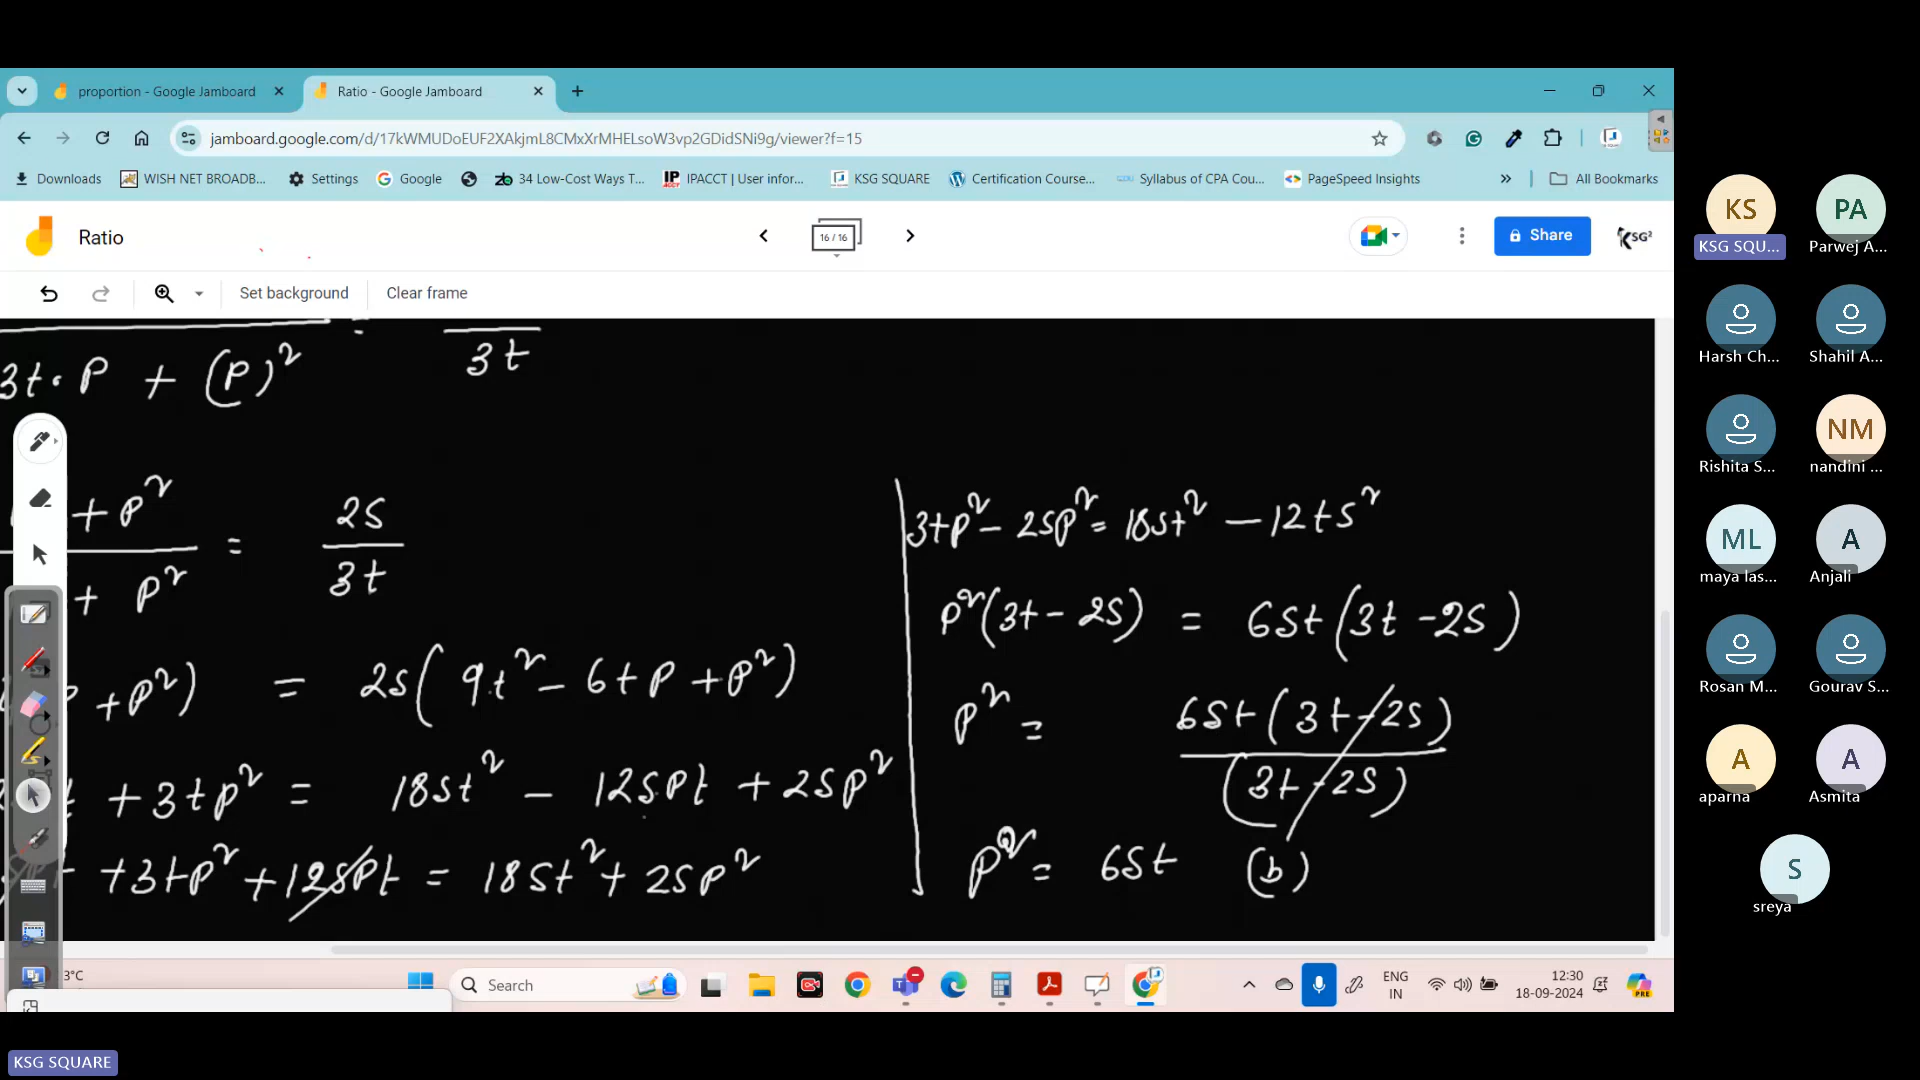 proportion - Google Jamboard
Ratio - Google Jamboard
jamboard.google.com/d/17kWMUDoEUF2XAkjmL8CMxXrMHELsoW3vp2GDidSNi9g/viewer?f=15
Downloads WISH NET BROADB... Settings Google 34 Low-Cost Ways T... IPACCT | User infor... KSG SQUARE Certification Course... Syllabus of CPA Cou... PageSpeed Insights » All Bookmarks
Ratio
16 / 16
Share
KSG²
Set background Clear frame
3t
3t · P + (P)²
+ P²
+ P² = 2S / 3t
+ P²) = 2S( 9t² - 6tP + P²)
t + 3tP² = 18St² - 12SPt + 2SP²
+ 3tP² + 12SPt = 18St² + 2SP²
3tP² - 2SP² = 18St² - 12tS²
P²(3t - 2S) = 6St(3t - 2S)
P² = 6St(3t - 2S)
(3t - 2S)
P² = 6St (b)
3°C
Search
ENG
IN
12:30
18-09-2024
KS
KSG SQU...
PA
Parwej A...
Harsh Ch...
Shahil A...
Rishita S...
NM
nandini ...
ML
maya las...
A
Anjali
Rosan M...
Gourav S...
A
aparna
A
Asmita
S
sreya
KSG SQUARE